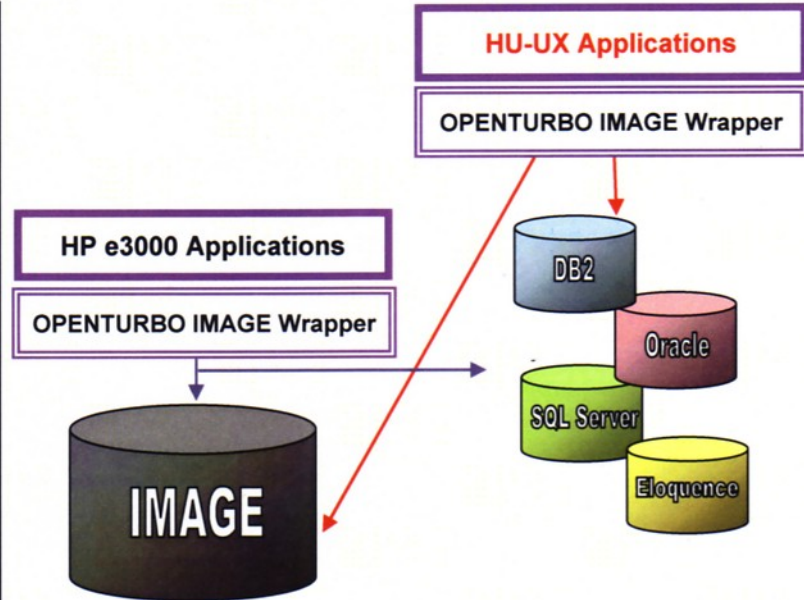 HU-UX Applications
OPENTURBO IMAGE Wrapper
HP e3000 Applications
OPENTURBO IMAGE Wrapper
DB2
Oracle
SQL Server
Eloquence
IMAGE